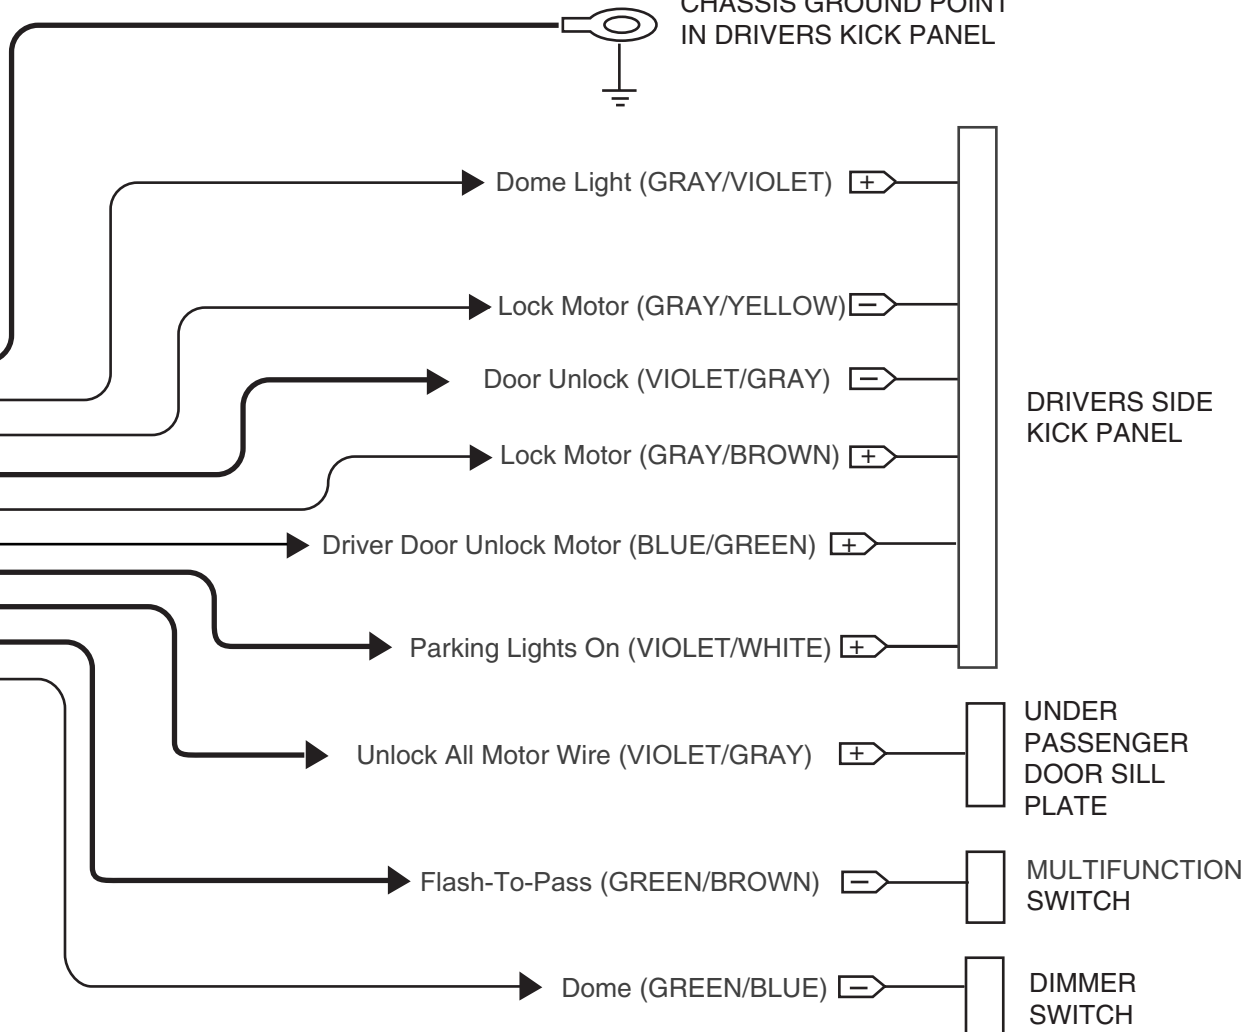 CHASSIS GROUND POINT
IN DRIVERS KICK PANEL
Dome Light (GRAY/VIOLET) +
Lock Motor (GRAY/YELLOW) −
Door Unlock (VIOLET/GRAY) −
DRIVERS SIDE
KICK PANEL
Lock Motor (GRAY/BROWN) +
Driver Door Unlock Motor (BLUE/GREEN) +
Parking Lights On (VIOLET/WHITE) +
Unlock All Motor Wire (VIOLET/GRAY) +
UNDER
PASSENGER
DOOR SILL
PLATE
Flash-To-Pass (GREEN/BROWN) −
MULTIFUNCTION
SWITCH
Dome (GREEN/BLUE) −
DIMMER
SWITCH